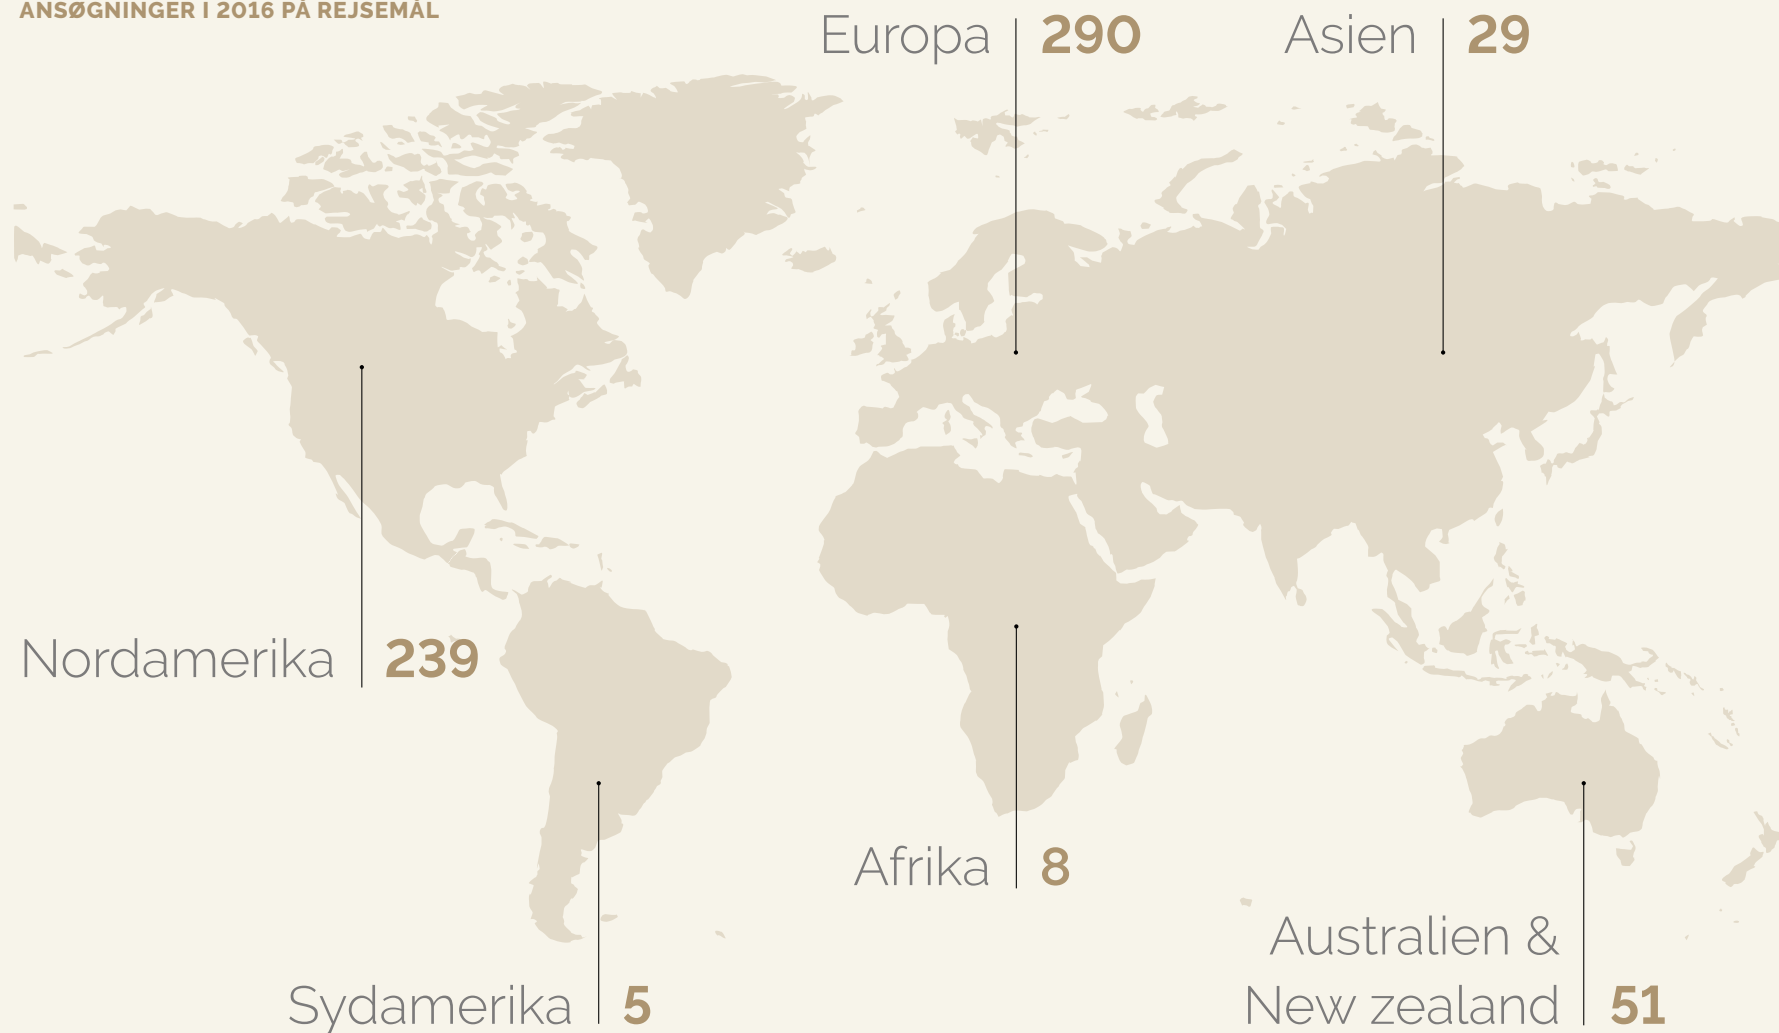 ANSØGNINGER I 2016 PÅ REJSEMÅL
Europa 290
Asien 29
Nordamerika 239
Afrika 8
Australien &
New zealand 51
Sydamerika 5